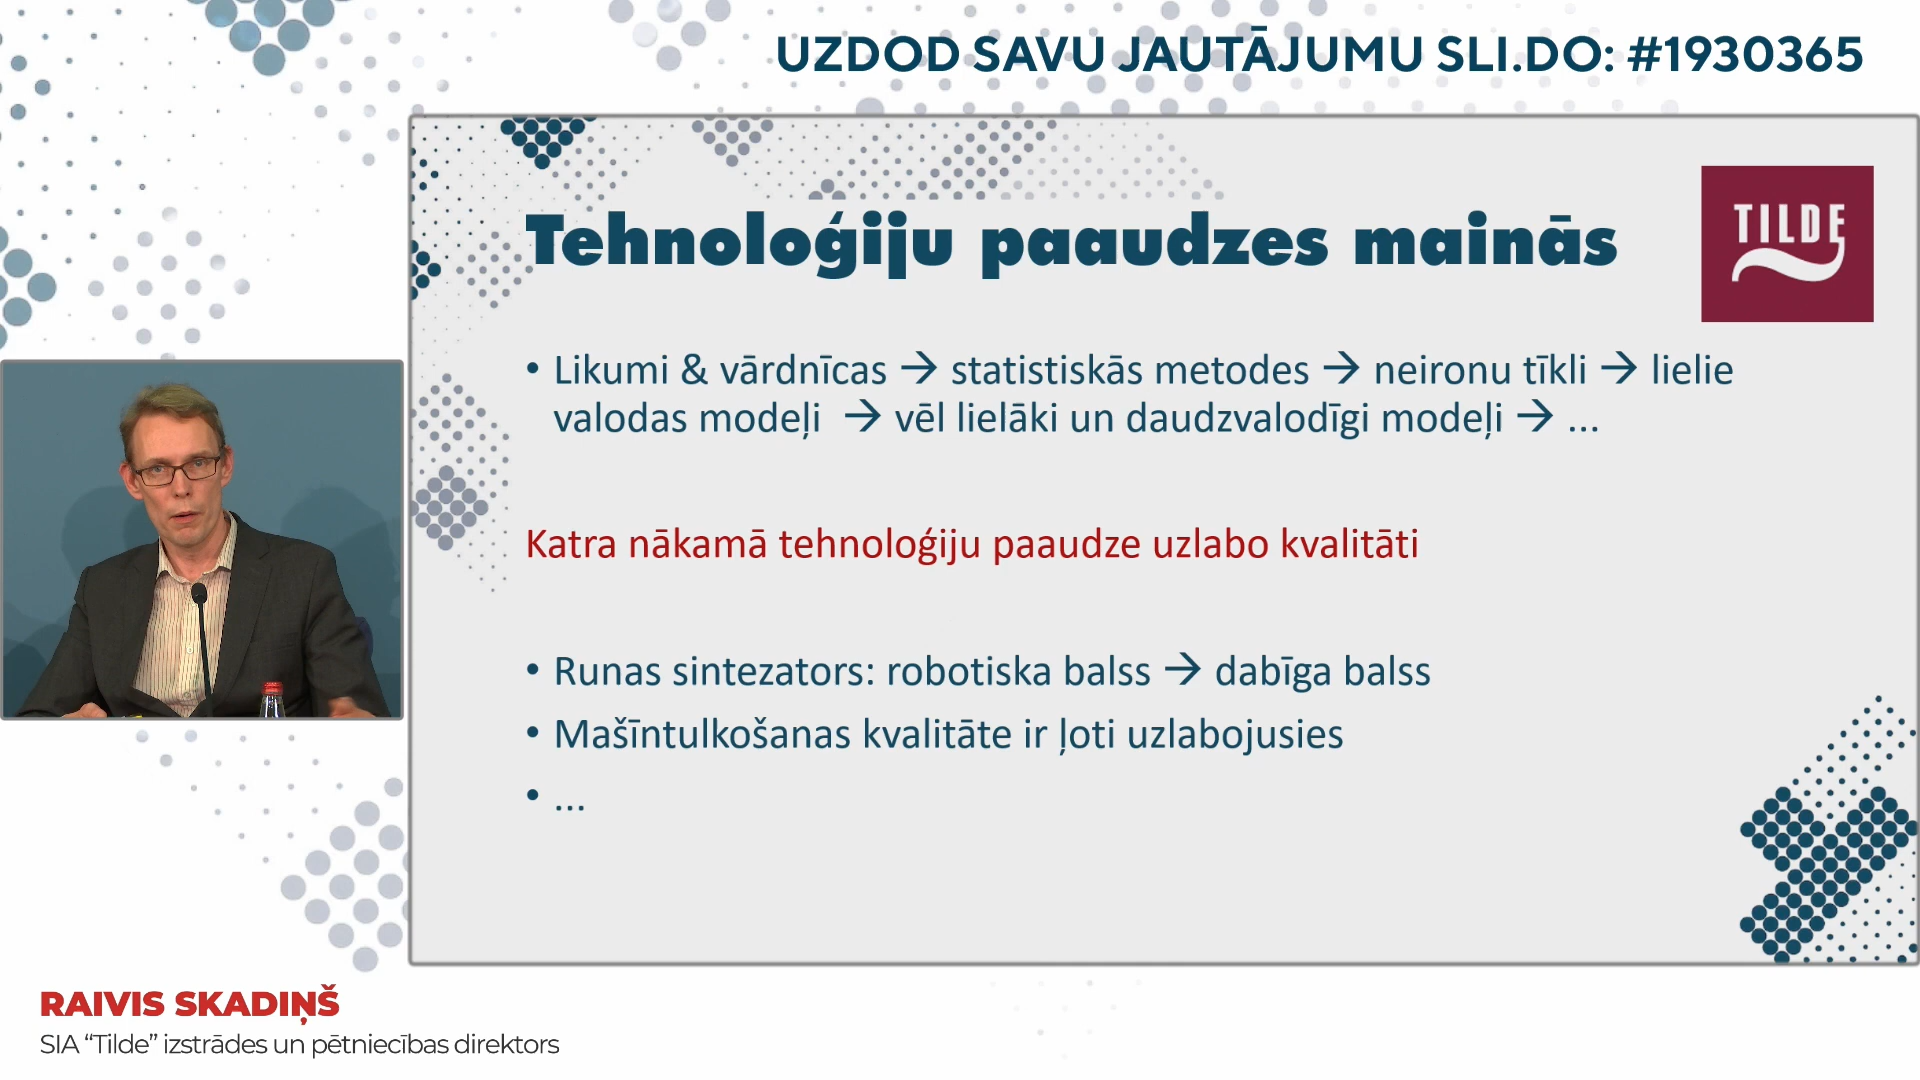 UZDOD SAVU JAUTĀJUMU SLI.DO: #1930365
Tehnoloģiju paaudzes mainās
TILDE
• Likumi & vārdnīcas → statistiskās metodes → neironu tīkli → lielie
valodas modeļi → vēl lielāki un daudzvalodīgi modeļi → ...
Katra nākamā tehnoloģiju paaudze uzlabo kvalitāti
• Runas sintezators: robotiska balss → dabīga balss
• Mašīntulkošanas kvalitāte ir ļoti uzlabojusies
• ...
RAIVIS SKADIŅŠ
SIA “Tilde” izstrādes un pētniecības direktors